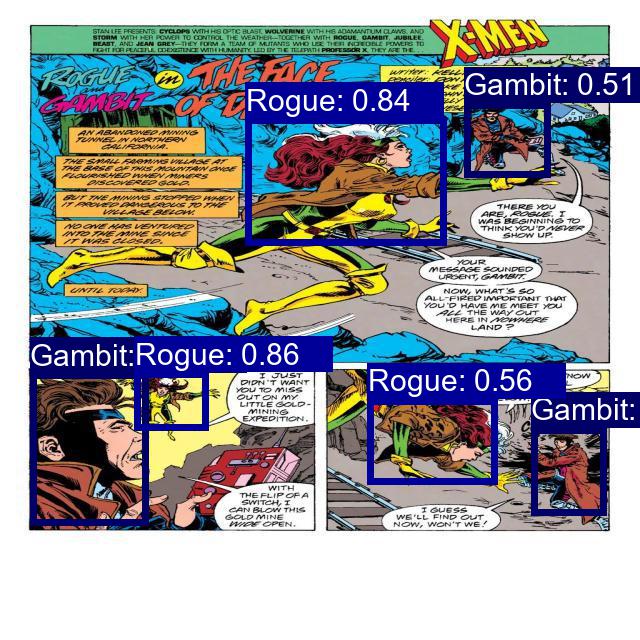 STAN LEE PRESENTS: CYCLOPS WITH HIS OPTIC BLAST, WOLVERINE WITH HIS ADAMANTIUM CLAWS, AND
STORM WITH HER POWER TO CONTROL THE WEATHER—TOGETHER WITH ROGUE, GAMBIT, JUBILEE,
BEAST, AND JEAN GREY—THEY FORM A TEAM OF MUTANTS WHO USE THEIR INCREDIBLE POWERS TO
FIGHT FOR PEACEFUL COEXISTENCE WITH HUMANITY. LED BY THE TELEPATH PROFESSOR X, THEY ARE THE...
X-MEN
ROGUE
and
GAMBIT
in
THE FACE
OF
WRITER:
Rogue: 0.84
Gambit: 0.51
AN ABANDONED MINING
TUNNEL IN NORTHERN
CALIFORNIA.
THE SMALL FARMING VILLAGE AT
THE BASE OF THIS MOUNTAIN ONCE
FLOURISHED WHEN MINERS
DISCOVERED GOLD.
BUT THE MINING STOPPED WHEN
IT PROVED DANGEROUS TO THE
VILLAGE BELOW.
NO ONE HAS VENTURED
INTO THE MINE SINCE
IT WAS CLOSED.
UNTIL TODAY.
THERE YOU
ARE, ROGUE. I
WAS BEGINNING TO
THINK YOU'D NEVER
SHOW UP.
YOUR
MESSAGE SOUNDED
URGENT, GAMBIT.
NOW, WHAT'S SO
ALL-FIRED IMPORTANT THAT
YOU'D HAVE ME MEET YOU
ALL THE WAY OUT
HERE IN NOWHERE
LAND?
Gambit:
Rogue: 0.86
I JUST
DIDN'T WANT
YOU TO MISS
OUT ON MY
LITTLE GOLD-
MINING
EXPEDITION.
WITH
THE FLIP OF A
SWITCH, I
CAN BLOW THIS
GOLD MINE
WIDE OPEN.
Rogue: 0.56
Gambit:
KNOW
I GUESS
WE'LL FIND OUT
NOW, WON'T WE!